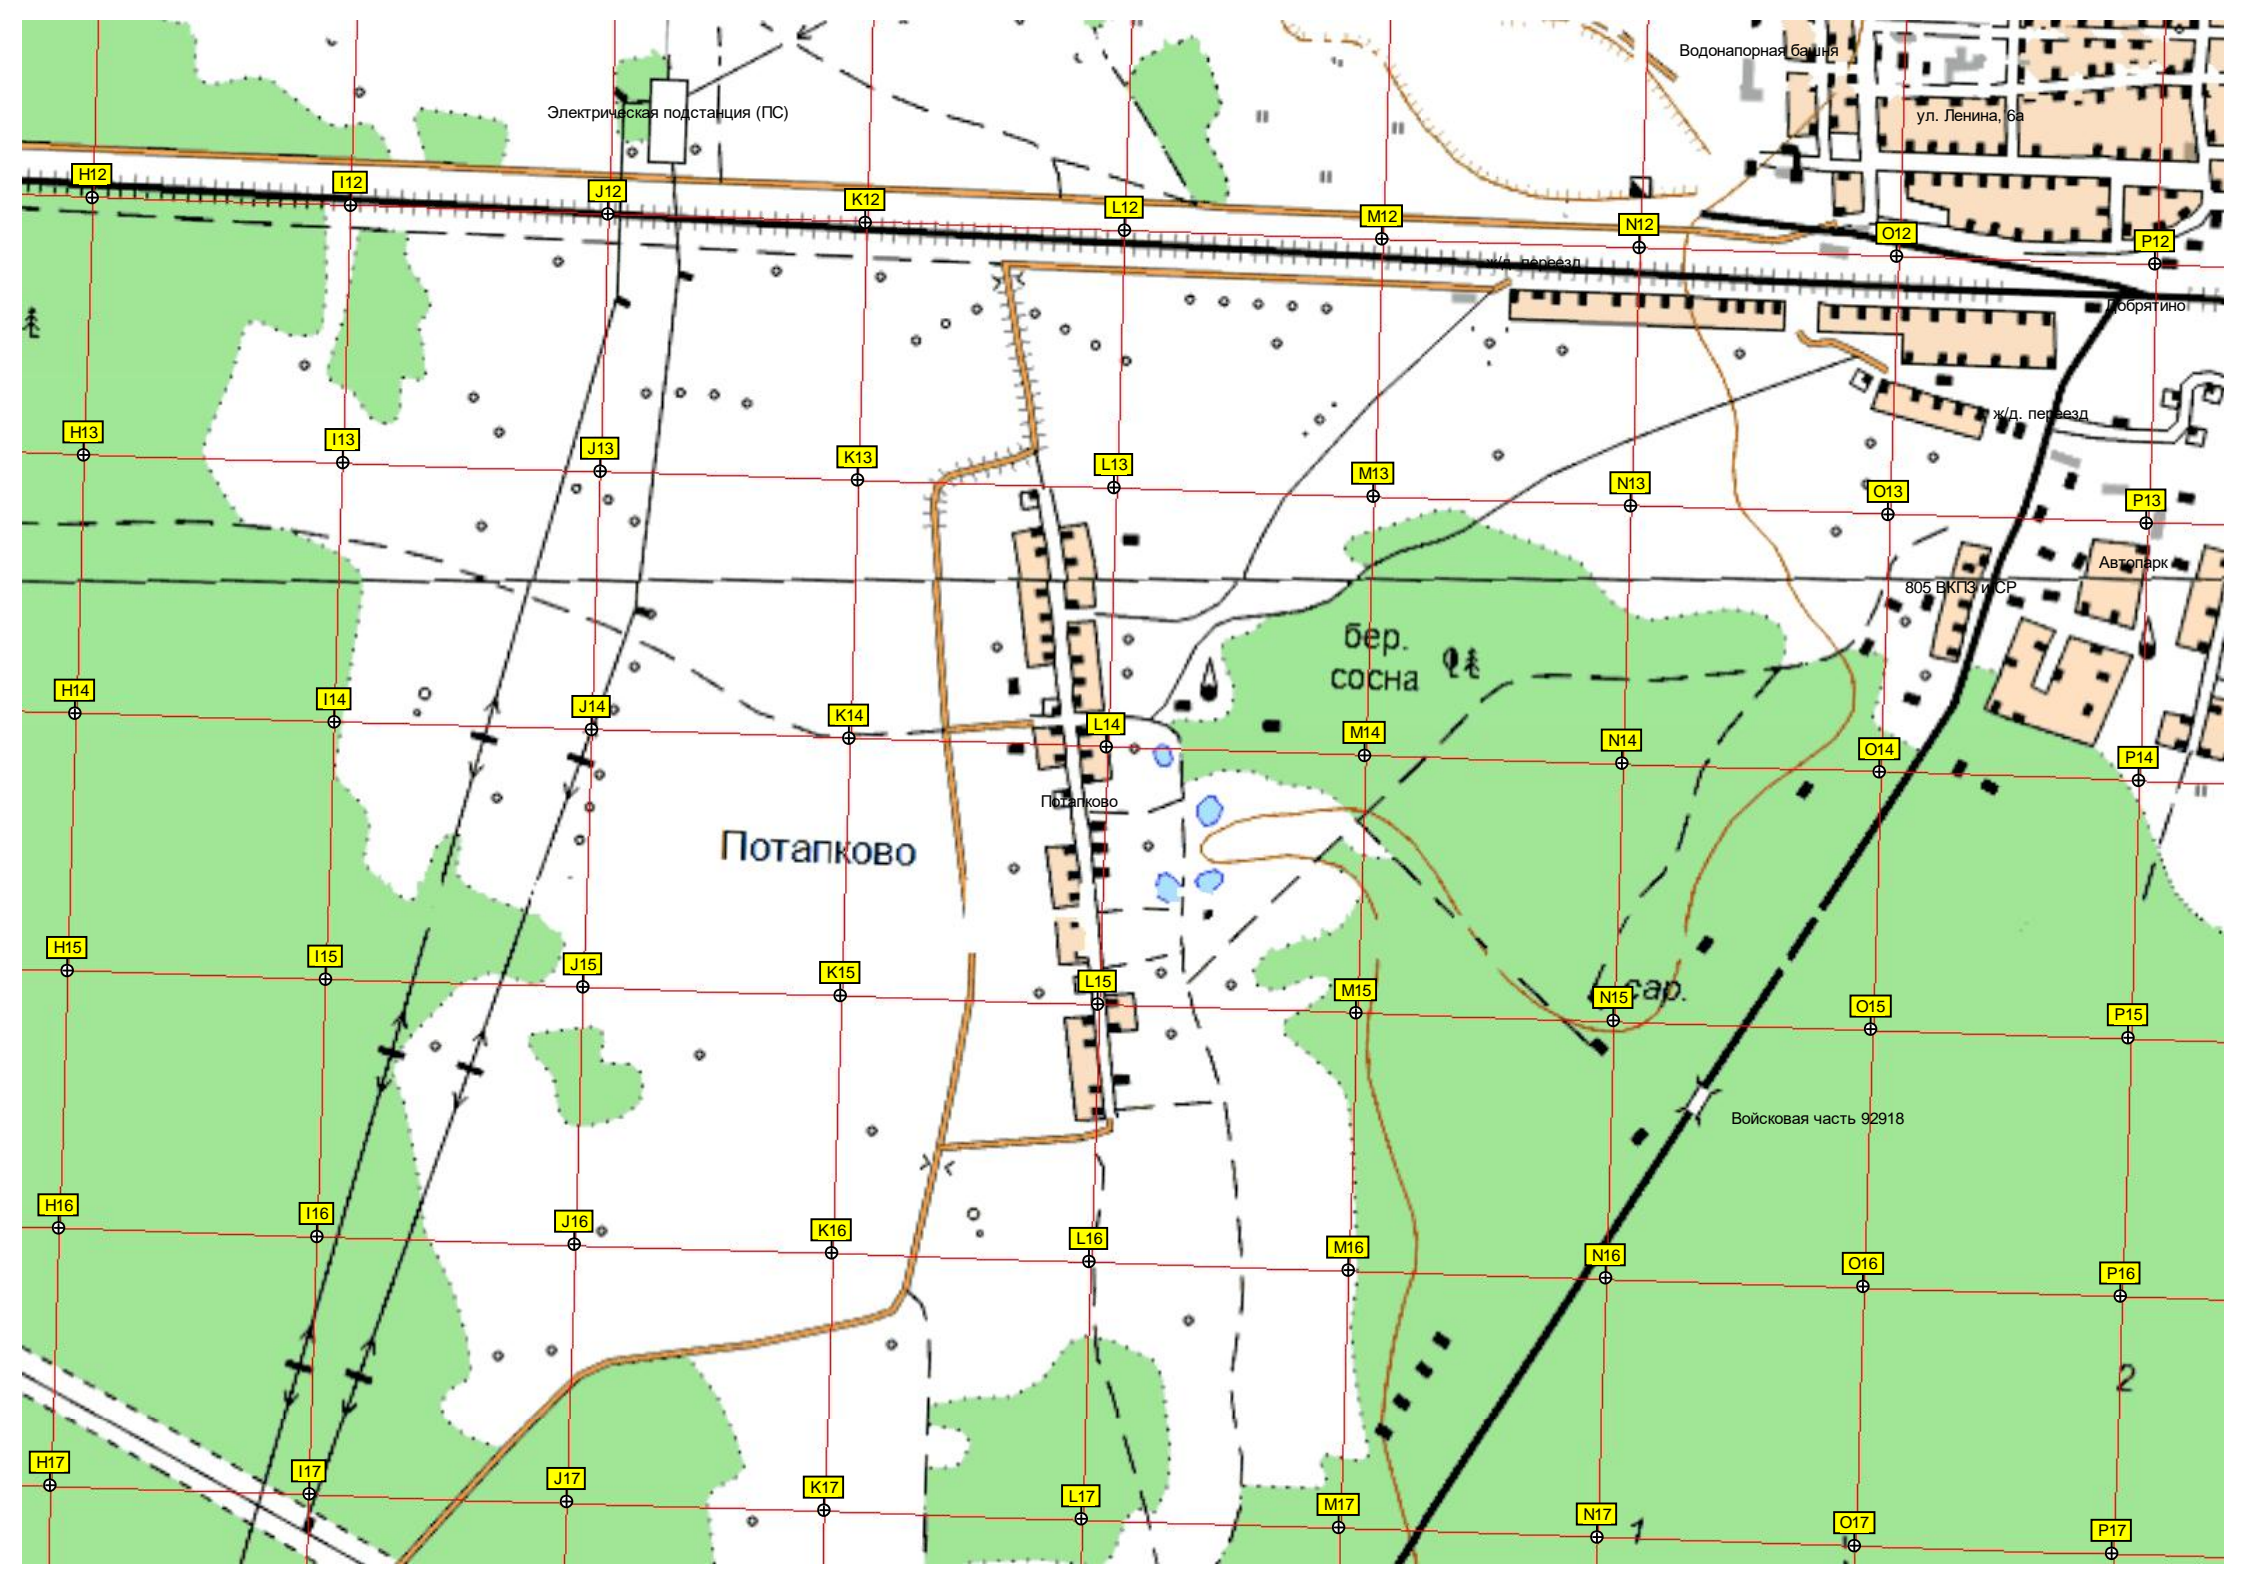 Водонапорная башня
Электрическая подстанция (ПС)
ул. Ленина, 6а
H12
I12
J12
K12
L12
M12
N12
O12
P12
ж/д. переезд
Добрятино
ж/д. переезд
H13
I13
J13
K13
L13
M13
N13
O13
P13
Автопарк
805 ВКПЗ и СР
бер.
сосна
H14
I14
J14
K14
L14
M14
N14
O14
P14
Потапково
Потапково
H15
I15
J15
K15
L15
M15
N15
сар.
O15
P15
Войсковая часть 92918
H16
I16
J16
K16
L16
M16
N16
O16
P16
2
H17
I17
J17
K17
L17
M17
N17
1
O17
P17